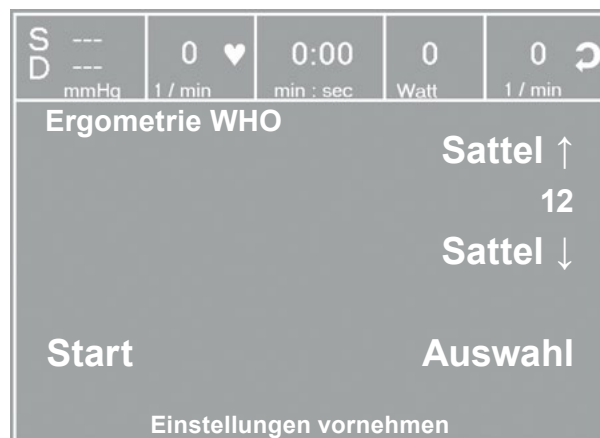 S --- 0 ♥ 0:00 0 0
D ---
mmHg 1 / min min : sec Watt 1 / min
Ergometrie WHO
Sattel ↑
12
Sattel ↓
Start Auswahl
Einstellungen vornehmen